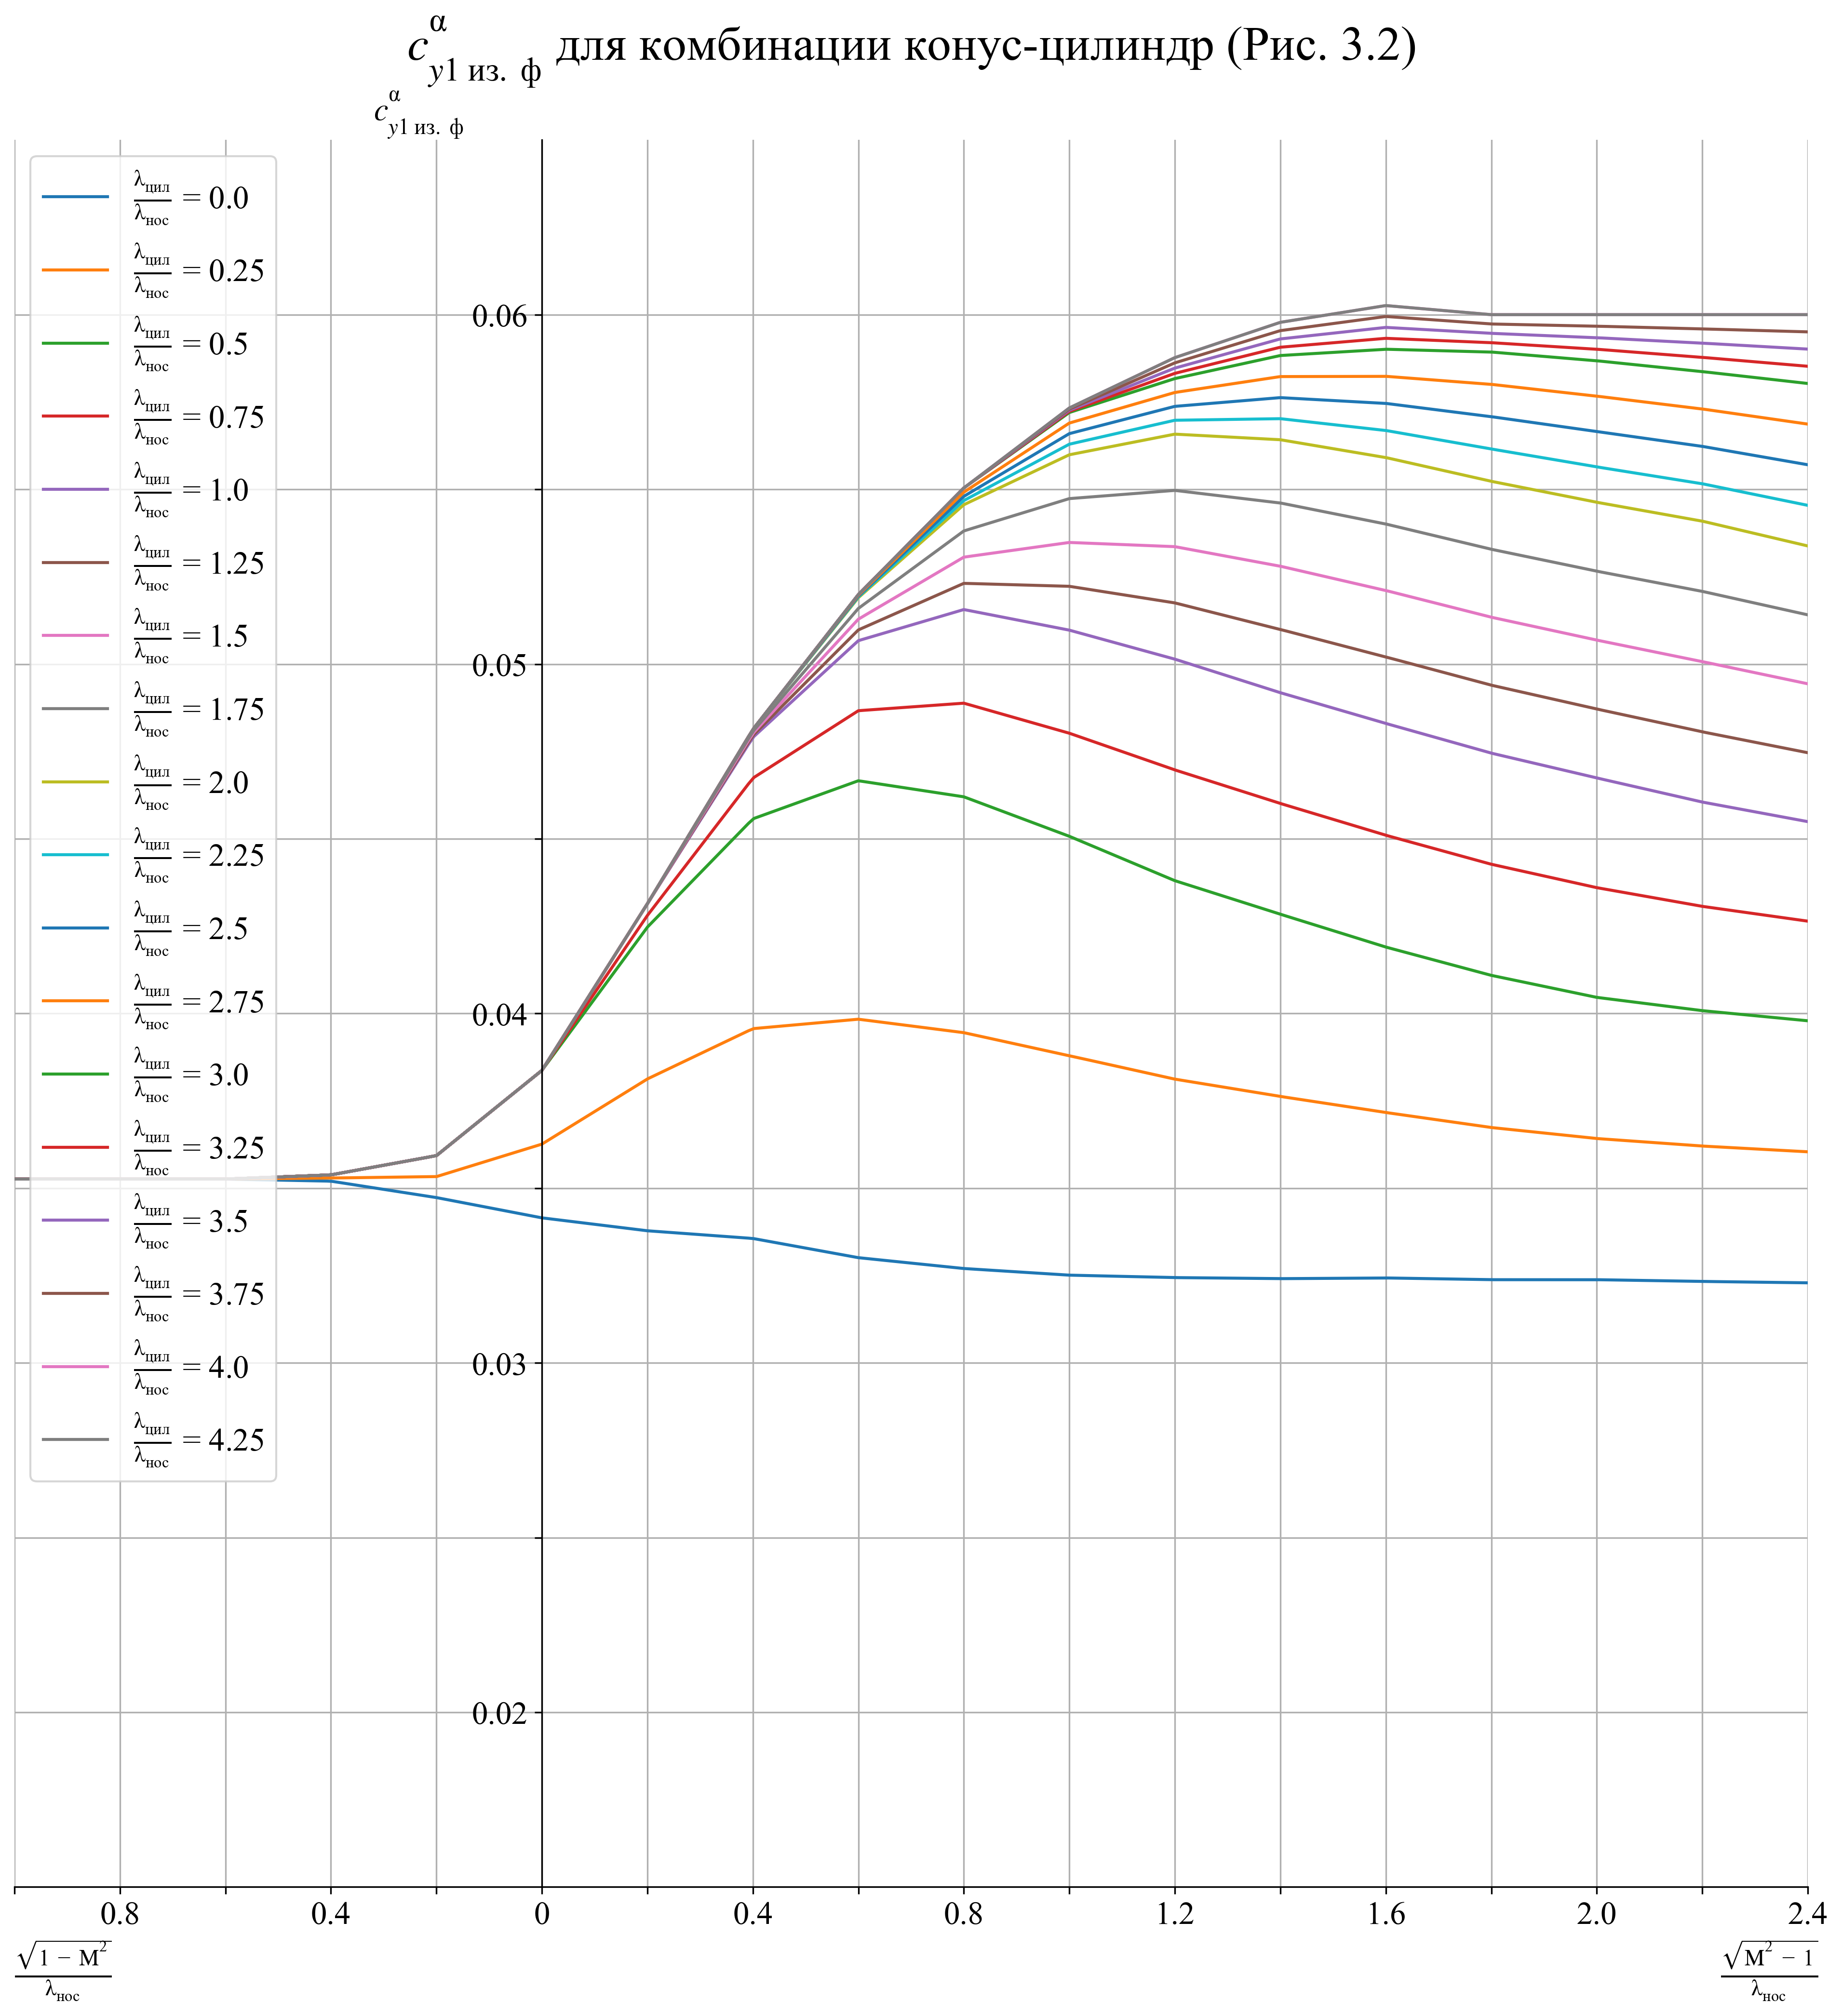 c^α_y1 из. ф для комбинации конус-цилиндр (Рис. 3.2)
c^α_y1 из. ф
λцил/λнос = 0.0
λцил/λнос = 0.25
λцил/λнос = 0.5
λцил/λнос = 0.75
λцил/λнос = 1.0
λцил/λнос = 1.25
λцил/λнос = 1.5
λцил/λнос = 1.75
λцил/λнос = 2.0
λцил/λнос = 2.25
λцил/λнос = 2.5
λцил/λнос = 2.75
λцил/λнос = 3.0
λцил/λнос = 3.25
λцил/λнос = 3.5
λцил/λнос = 3.75
λцил/λнос = 4.0
λцил/λнос = 4.25
0.06
0.05
0.04
0.03
0.02
0.8 0.4 0 0.4 0.8 1.2 1.6 2.0 2.4
√(1 − M²)/λнос
√(M² − 1)/λнос